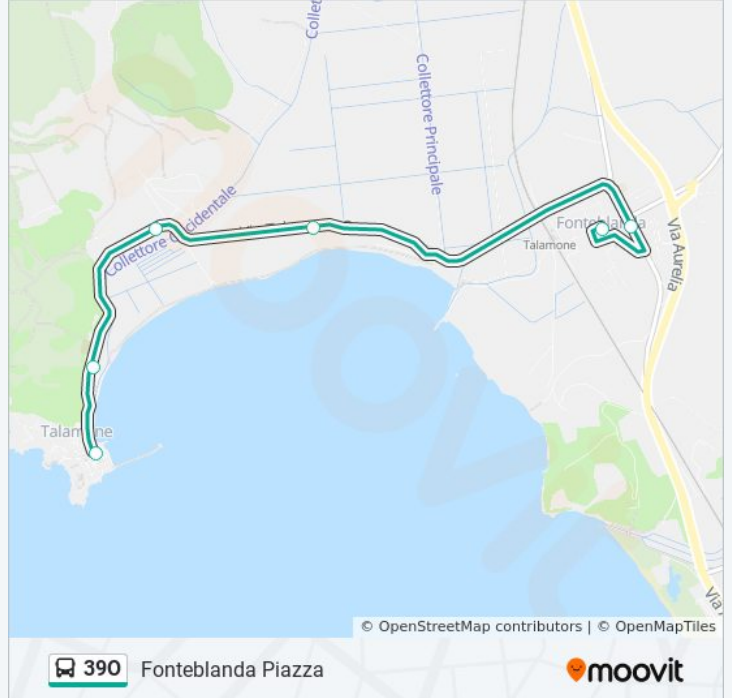 Collettore Principale
Collettore Occidentale
Fonteblanda
Talamone
Via Aurelia
Talamone
© OpenStreetMap contributors | © OpenMapTiles
390 Fonteblanda Piazza
moovit